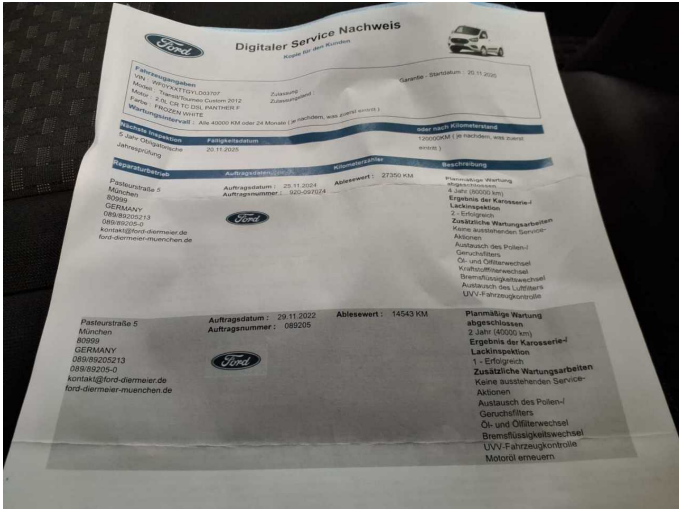 Ford
Digitaler Service Nachweis
Kopie für den Kunden
Fahrzeugangaben
VIN : WF0YXXTTGYLD03707
Modell : Transit/Tourneo Custom 2012
Motor : 2.0L CR TC DSL PANTHER F
Farbe : FROZEN WHITE
Zulassung
Zulassungsland :
Garantie - Startdatum : 20.11.2020
Wartungsintervall : Alle 40000 KM oder 24 Monate ( je nachdem, was zuerst eintritt )
Nächste Inspektion Fälligkeitsdatum oder nach Kilometerstand
5 Jahr Obligatorische 20.11.2025 120000KM ( je nachdem, was zuerst
Jahresprüfung eintritt )
Reparaturbetrieb Auftragsdaten Kilometerzähler Beschreibung
Pasteurstraße 5
München
80999
GERMANY
089/89205213
089/89205-0
kontakt@ford-diermeier.de
ford-diermeier-muenchen.de
Auftragsdatum : 25.11.2024
Auftragsnummer : 920-097024
Ford
Ablesewert : 27350 KM
Planmäßige Wartung
abgeschlossen
4 Jahr (80000 km)
Ergebnis der Karosserie-/
Lackinspektion
2 - Erfolgreich
Zusätzliche Wartungsarbeiten
Keine ausstehenden Service-
Aktionen
Austausch des Pollen-/
Geruchsfilters
Öl- und Ölfilterwechsel
Kraftstofffilterwechsel
Bremsflüssigkeitswechsel
Austausch des Luftfilters
UVV-Fahrzeugkontrolle
Pasteurstraße 5
München
80999
GERMANY
089/89205213
089/89205-0
kontakt@ford-diermeier.de
ford-diermeier-muenchen.de
Auftragsdatum : 29.11.2022
Auftragsnummer : 089205
Ford
Ablesewert : 14543 KM
Planmäßige Wartung
abgeschlossen
2 Jahr (40000 km)
Ergebnis der Karosserie-/
Lackinspektion
1 - Erfolgreich
Zusätzliche Wartungsarbeiten
Keine ausstehenden Service-
Aktionen
Austausch des Pollen-/
Geruchsfilters
Öl- und Ölfilterwechsel
Bremsflüssigkeitswechsel
UVV-Fahrzeugkontrolle
Motoröl erneuern